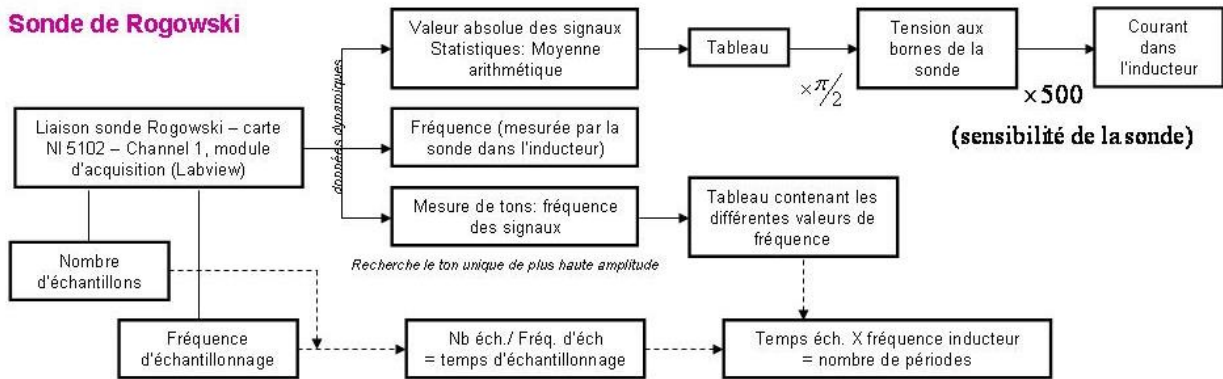 Sonde de Rogowski
Valeur absolue des signaux
Statistiques: Moyenne
arithmétique
Tableau
×π/2
Tension aux
bornes de la
sonde
×500
(sensibilité de la sonde)
Courant
dans
l'inducteur
Liaison sonde Rogowski – carte
NI 5102 – Channel 1, module
d'acquisition (Labview)
données dynamiques
Fréquence (mesurée par la
sonde dans l'inducteur)
Mesure de tons: fréquence
des signaux
Recherche le ton unique de plus haute amplitude
Tableau contenant les
différentes valeurs de
fréquence
Nombre
d'échantillons
Fréquence
d'échantillonnage
Nb éch./ Fréq. d'éch
= temps d'échantillonnage
Temps éch. X fréquence inducteur
= nombre de périodes